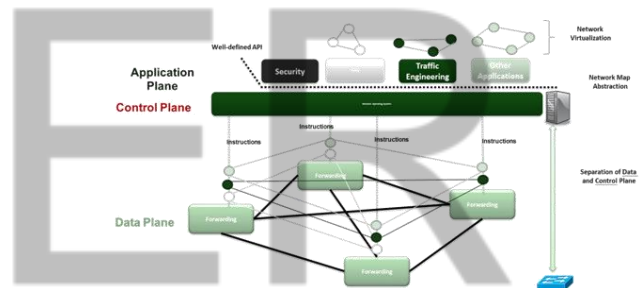 Network
Virtualization
Well-defined API
Application
Plane
Security
Traffic
Engineering
Other
Applications
Network Map
Abstraction
Control Plane
Instructions
Instructions
Instructions
Instructions
Separation of Data
and Control Plane
Forwarding
Forwarding
Data Plane
Forwarding
Forwarding
ER